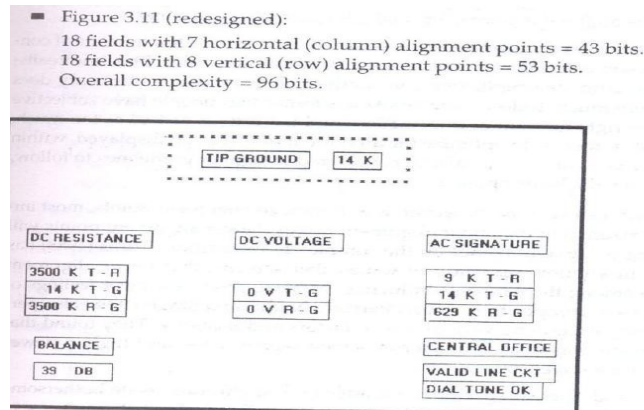 Figure 3.11 (redesigned):
18 fields with 7 horizontal (column) alignment points = 43 bits.
18 fields with 8 vertical (row) alignment points = 53 bits.
Overall complexity = 96 bits.
TIP GROUND 14 K
DC RESISTANCE DC VOLTAGE AC SIGNATURE
3500 K T - R 9 K T - R
14 K T - G 0 V T - G 14 K T - G
3500 K R - G 0 V R - G 629 K R - G
BALANCE CENTRAL OFFICE
39 DB VALID LINE CKT
DIAL TONE OK